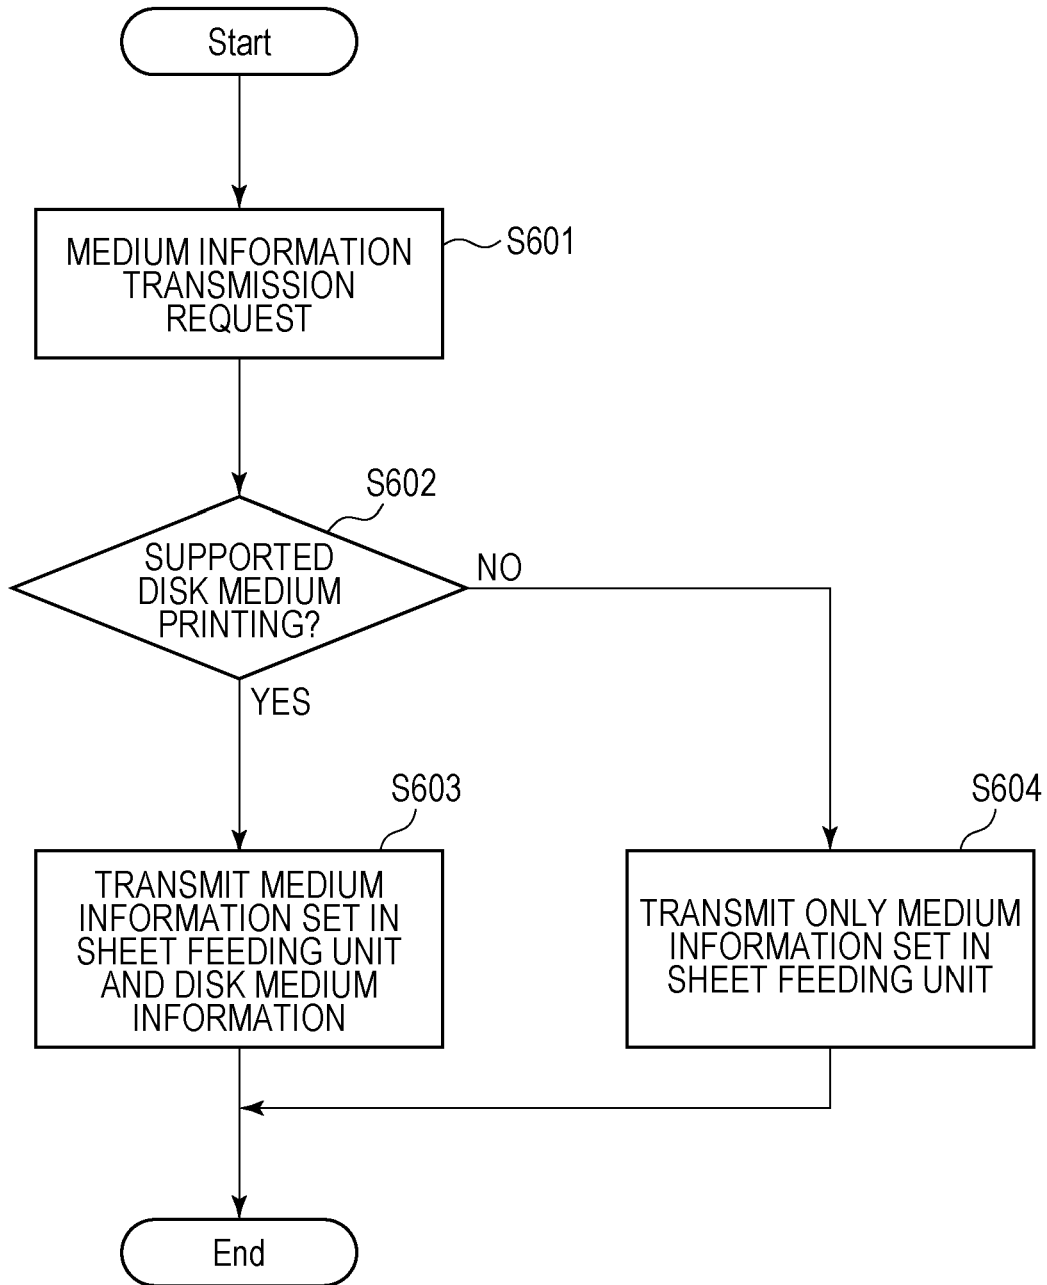 Start
MEDIUM INFORMATION
TRANSMISSION
REQUEST
S601
S602
SUPPORTED
DISK MEDIUM
PRINTING?
NO
YES
S603
TRANSMIT MEDIUM
INFORMATION SET IN
SHEET FEEDING UNIT
AND DISK MEDIUM
INFORMATION
S604
TRANSMIT ONLY MEDIUM
INFORMATION SET IN
SHEET FEEDING UNIT
End